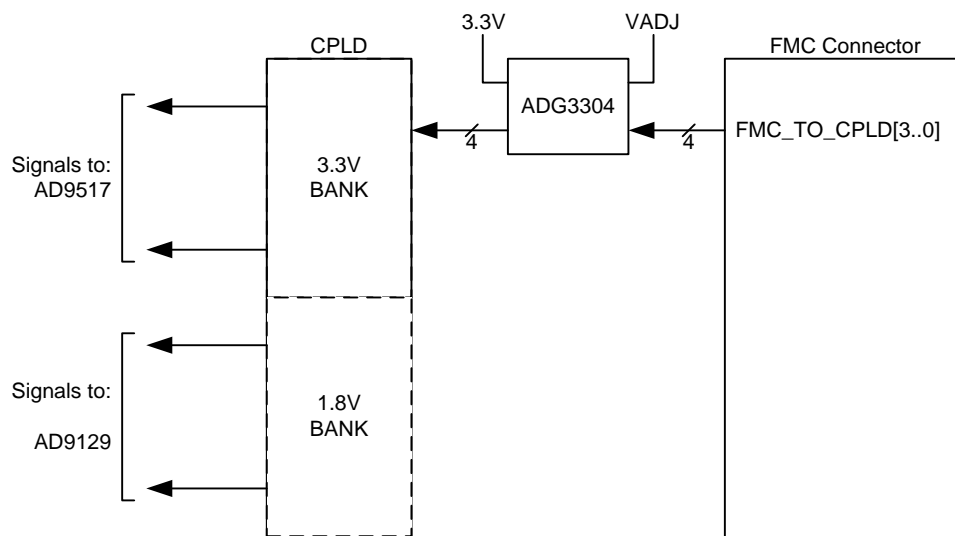 3.3V
VADJ
CPLD
FMC Connector
ADG3304
FMC_TO_CPLD[3..0]
4
4
Signals to:
AD9517
3.3V
BANK
Signals to:
AD9129
1.8V
BANK